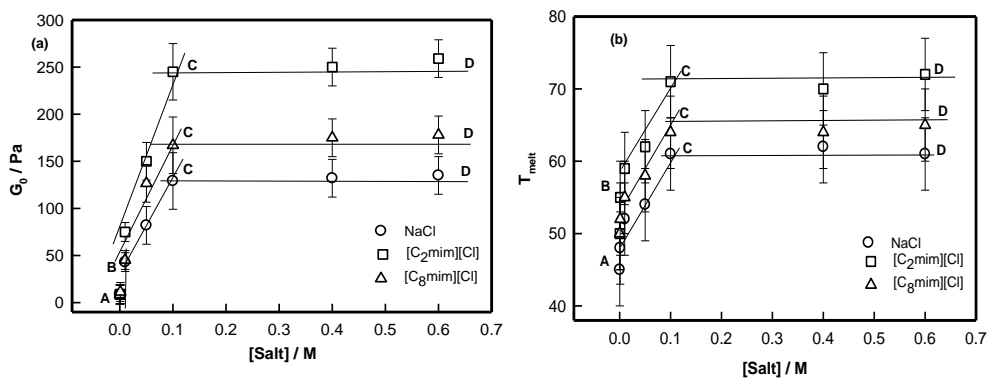 (a)
300
250
200
150
100
50
0
G0 / Pa
A
B
C
C
C
D
D
D
NaCl
[C2mim][Cl]
[C8mim][Cl]
0.0 0.1 0.2 0.3 0.4 0.5 0.6 0.7
[Salt] / M
(b)
80
70
60
50
40
Tmelt
A
B
C
C
C
D
D
D
NaCl
[C2mim][Cl]
[C8mim][Cl]
0.0 0.1 0.2 0.3 0.4 0.5 0.6 0.7
[Salt] / M